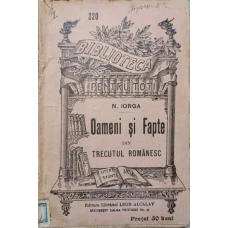 220
BIBLIOTECA
PENTRU TOȚI
N. IORGA
Oameni și Fapte
DIN
TRECUTUL ROMÂNESC
Editura Librăriei LEON ALCALAY
Prețul 30 bani